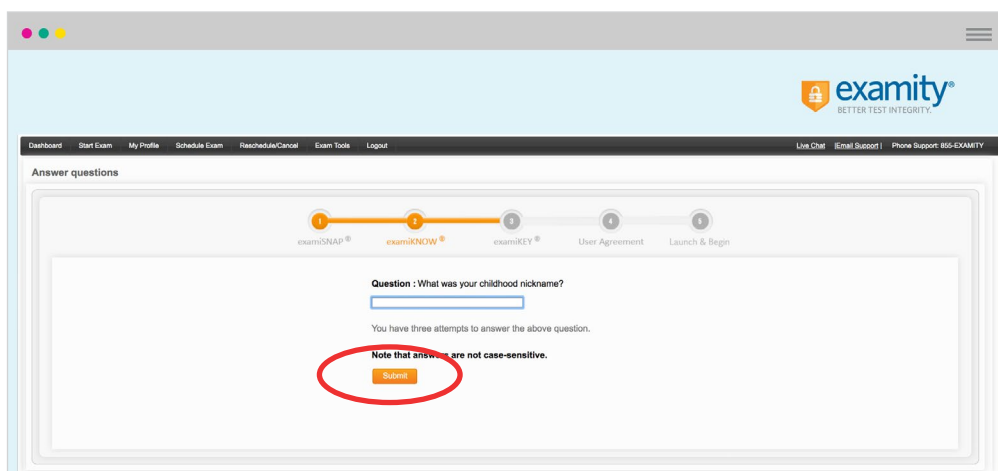 examity®
BETTER TEST INTEGRITY.
Dashboard Start Exam My Profile Schedule Exam Reschedule/Cancel Exam Tools Logout Live Chat |Email Support| Phone Support: 855-EXAMITY
Answer questions
1 2 3 4 5
examiSNAP® examiKNOW® examiKEY® User Agreement Launch & Begin
Question : What was your childhood nickname?
You have three attempts to answer the above question.
Note that answers are not case-sensitive.
Submit